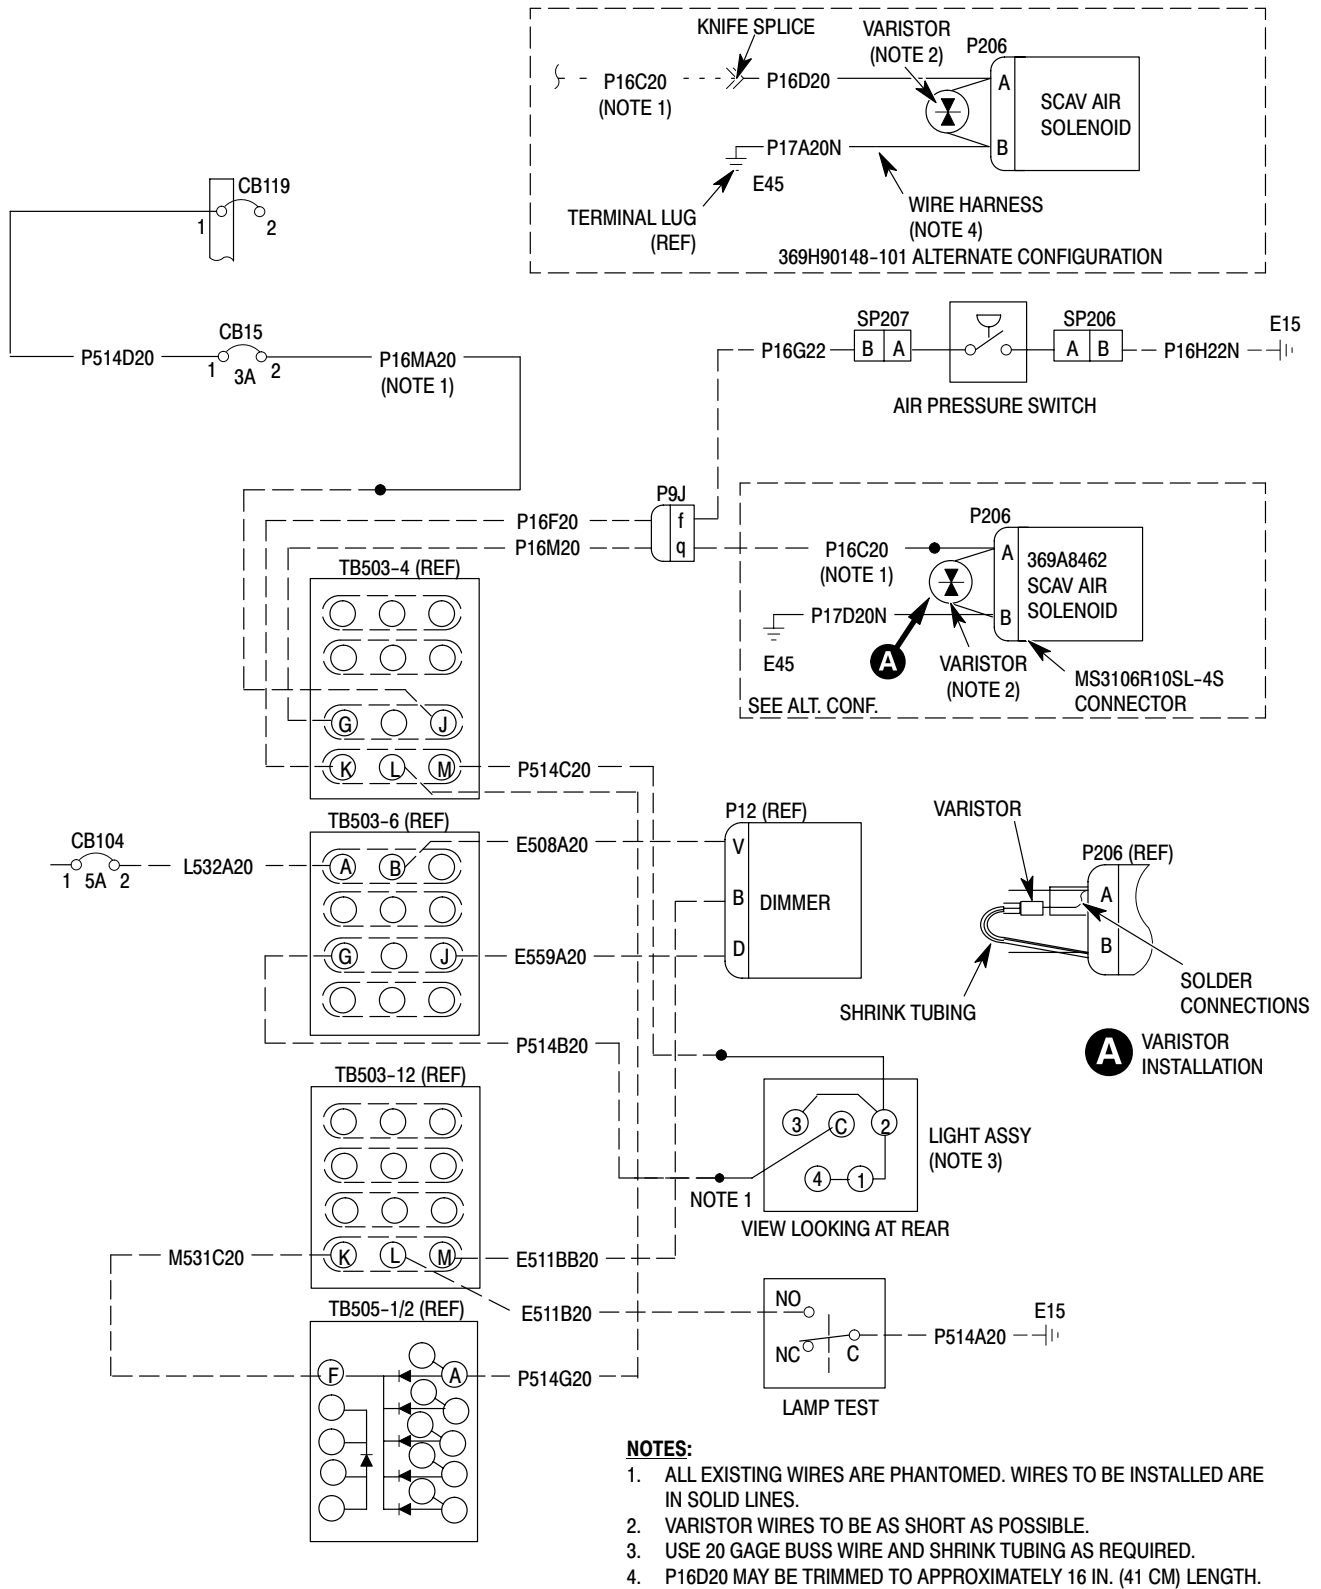 KNIFE SPLICE
VARISTOR
(NOTE 2)
P206
P16C20
(NOTE 1)
P16D20
A
SCAV AIR
SOLENOID
P17A20N
B
E45
TERMINAL LUG
(REF)
WIRE HARNESS
(NOTE 4)
369H90148-101 ALTERNATE CONFIGURATION
CB119
1
2
CB15
P514D20
1
3A
2
P16MA20
(NOTE 1)
P16G22
SP207
B A
SP206
A B
P16H22N
E15
AIR PRESSURE SWITCH
P9J
f
q
P16F20
P16M20
P206
P16C20
(NOTE 1)
A
369A8462
SCAV AIR
SOLENOID
P17D20N
B
E45
A
VARISTOR
(NOTE 2)
MS3106R10SL-4S
CONNECTOR
SEE ALT. CONF.
TB503-4 (REF)
G
J
K
L
M
P514C20
TB503-6 (REF)
CB104
1
5A
2
L532A20
A
B
E508A20
G
J
E559A20
P514B20
P12 (REF)
V
B
D
DIMMER
VARISTOR
P206 (REF)
A
B
SHRINK TUBING
SOLDER
CONNECTIONS
A
VARISTOR
INSTALLATION
TB503-12 (REF)
3
C
2
4
1
LIGHT ASSY
(NOTE 3)
NOTE 1
VIEW LOOKING AT REAR
M531C20
K
L
M
E511BB20
E511B20
TB505-1/2 (REF)
F
A
P514G20
NO
NC
C
P514A20
E15
LAMP TEST
NOTES:
1. ALL EXISTING WIRES ARE PHANTOMED. WIRES TO BE INSTALLED ARE
IN SOLID LINES.
2. VARISTOR WIRES TO BE AS SHORT AS POSSIBLE.
3. USE 20 GAGE BUSS WIRE AND SHRINK TUBING AS REQUIRED.
4. P16D20 MAY BE TRIMMED TO APPROXIMATELY 16 IN. (41 CM) LENGTH.